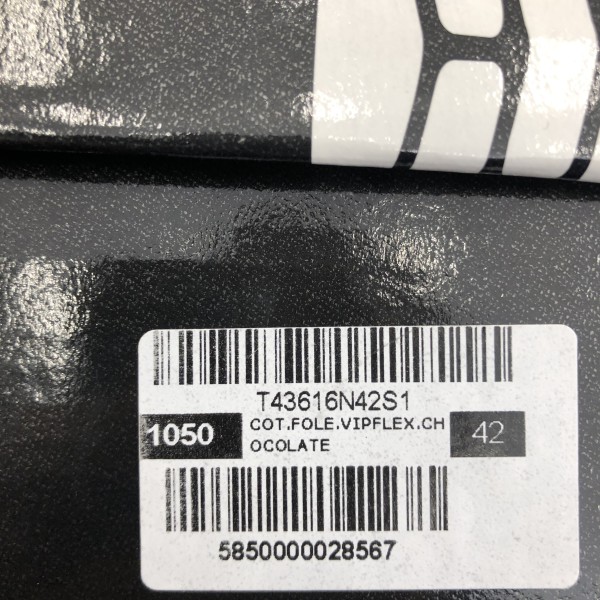 T43616N42S1
1050
COT.FOLE.VIPFLEX.CH
OCOLATE
42
5850000028567